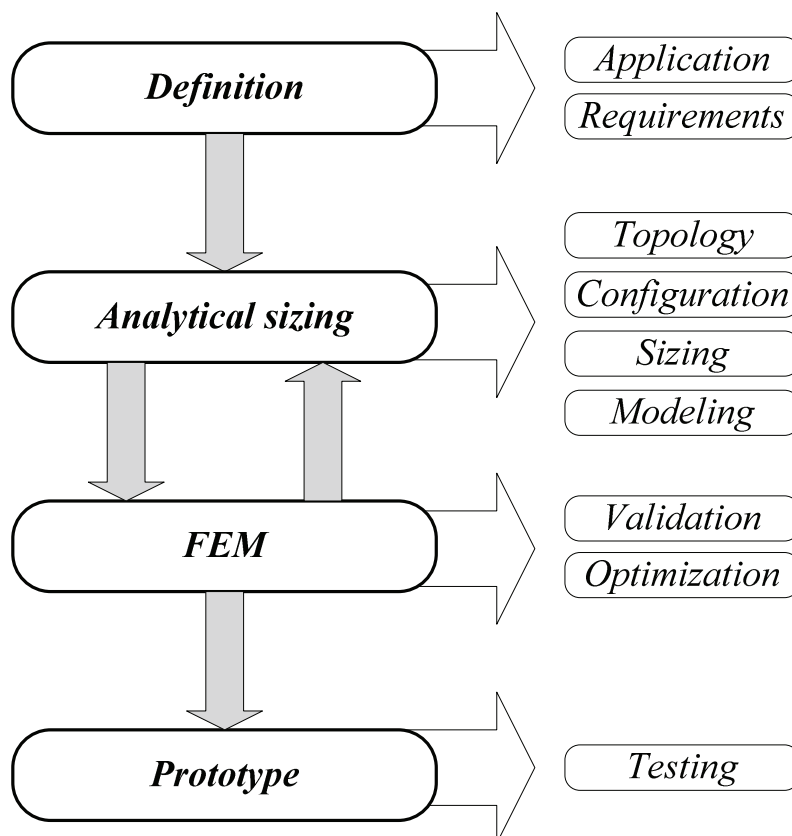 Definition
Application
Requirements
Analytical sizing
Topology
Configuration
Sizing
Modeling
FEM
Validation
Optimization
Prototype
Testing